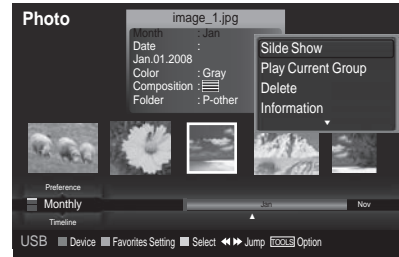 Photo
image_1.jpg
Month : Jan
Date :
Jan.01.2008
Color : Gray
Composition :
Folder : P-other
Silde Show
Play Current Group
Delete
Information
Preference
Monthly
Jan
Nov
Timeline
USB Device Favorites Setting Select Jump TOOLS Option